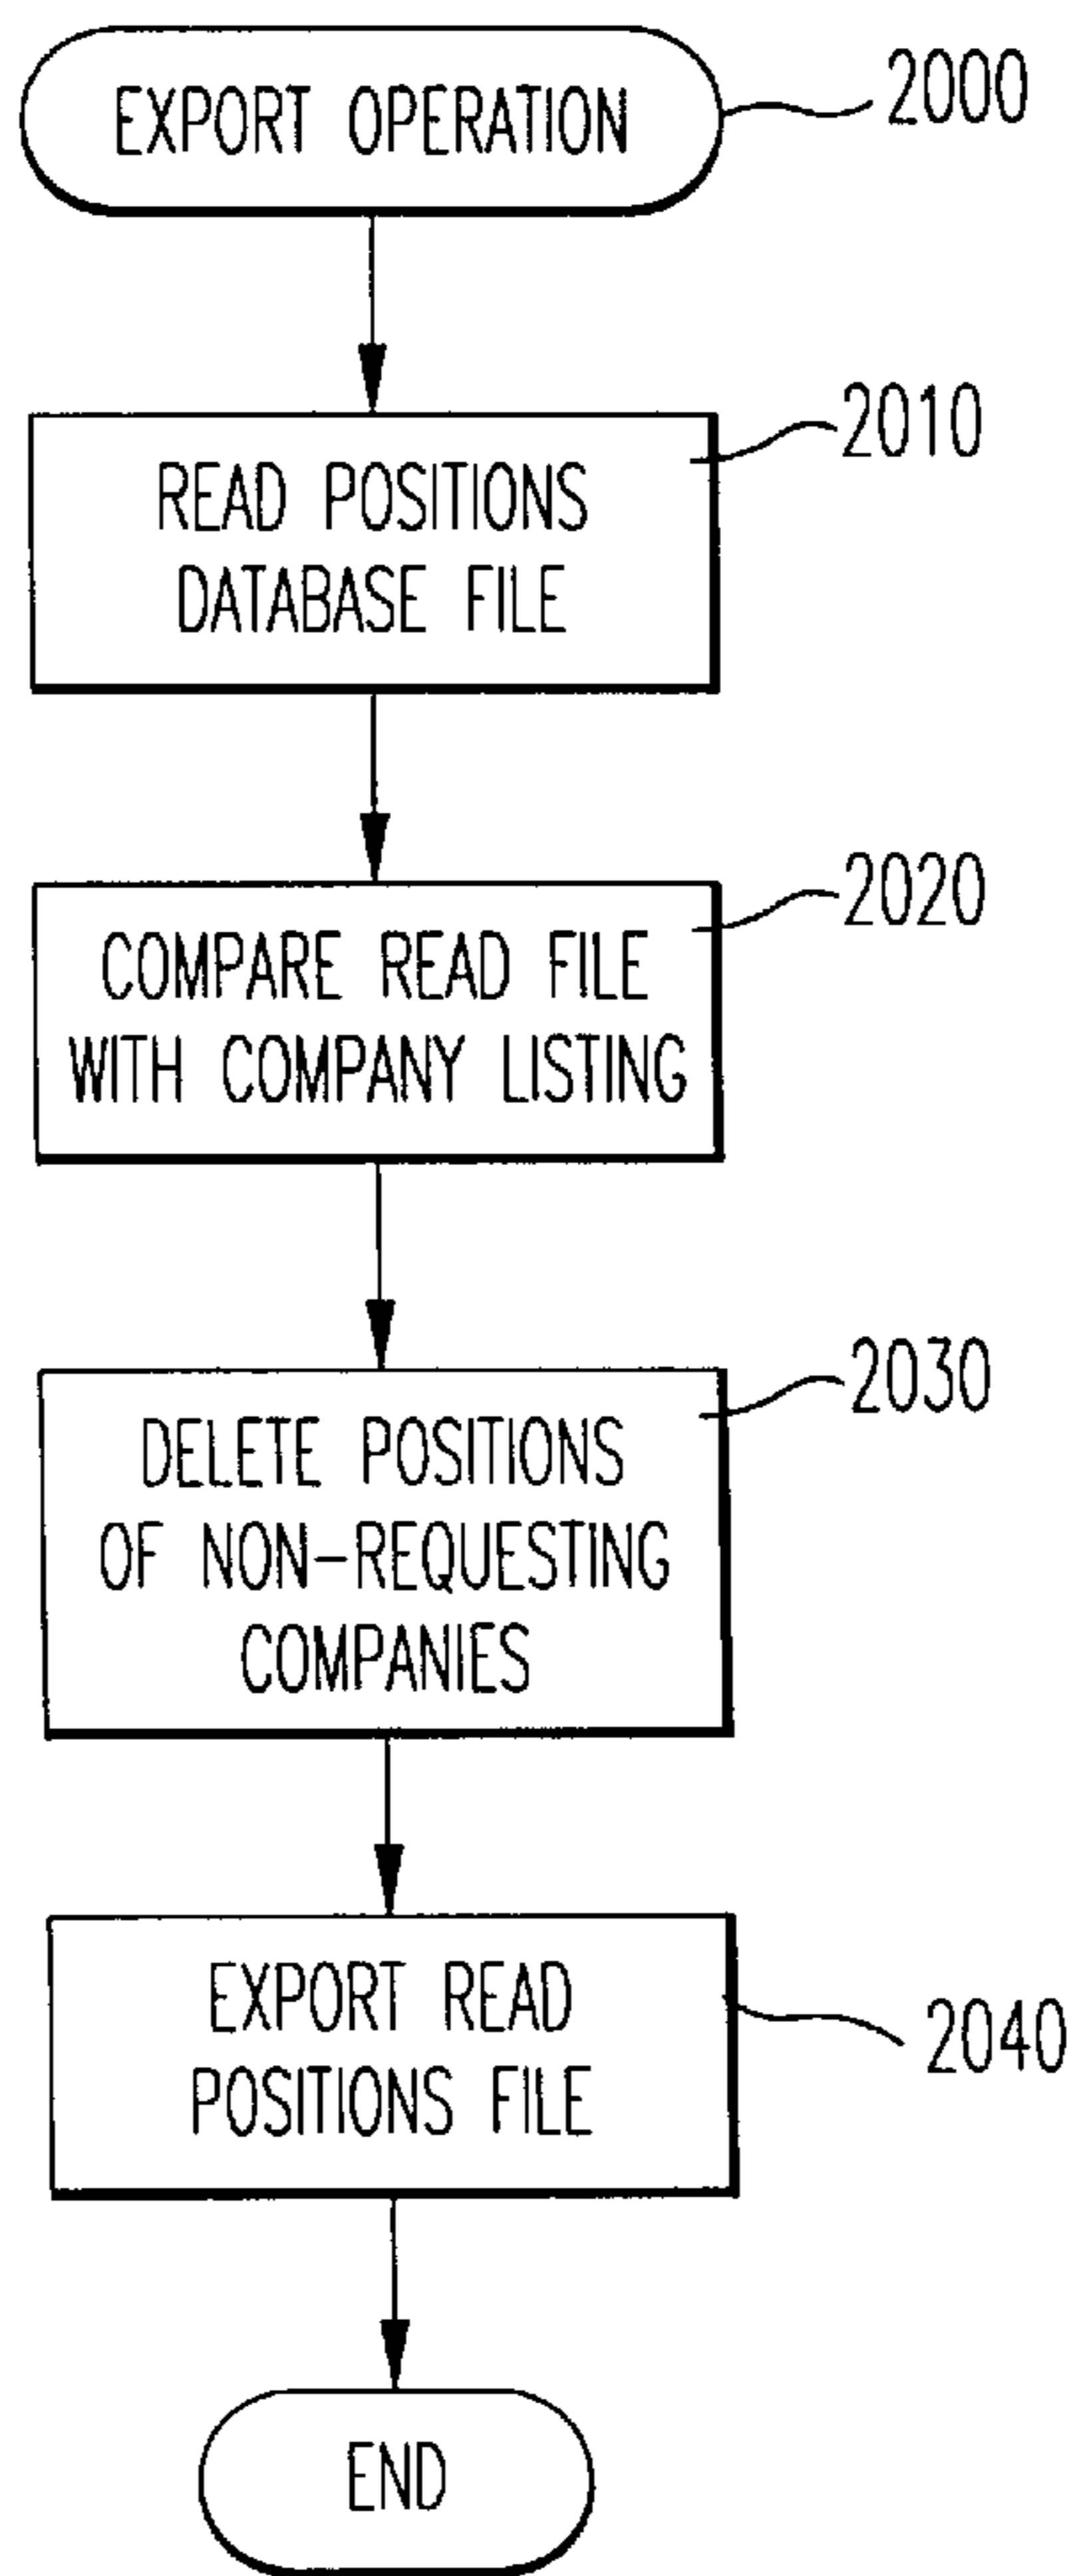 EXPORT OPERATION
2000
READ POSITIONS
DATABASE FILE
2010
COMPARE READ FILE
WITH COMPANY LISTING
2020
DELETE POSITIONS
OF NON-REQUESTING
COMPANIES
2030
EXPORT READ
POSITIONS FILE
2040
END